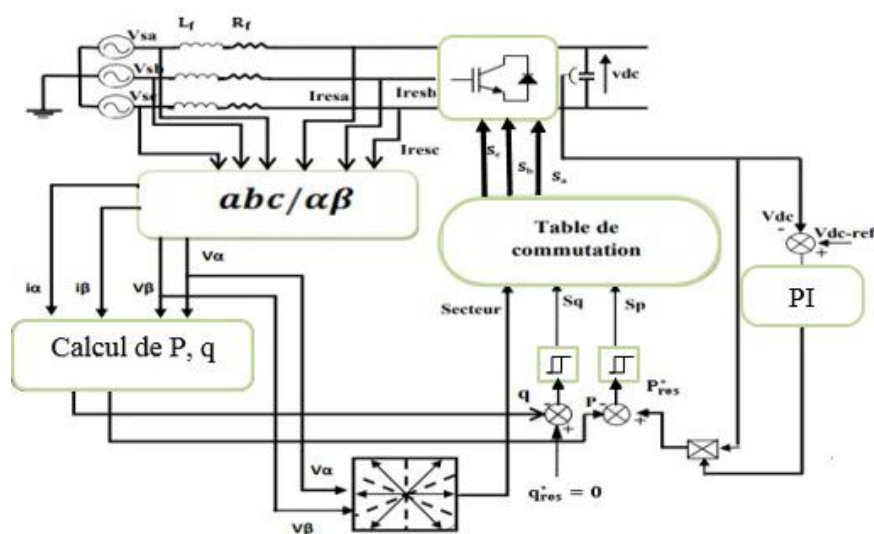 Vsa
Lf
Rf
Vsb
Vsc
Iresa
Iresb
Iresc
vdc
Sc
Sb
Sa
abc/αβ
Table de
commutation
Vdc
-
Vdc-ref
+
PI
iα
iβ
Vβ
Vα
Calcul de P, q
Secteur
Sq
Sp
q
-
+
P-
+
P*res
q*res = 0
Vα
Vβ